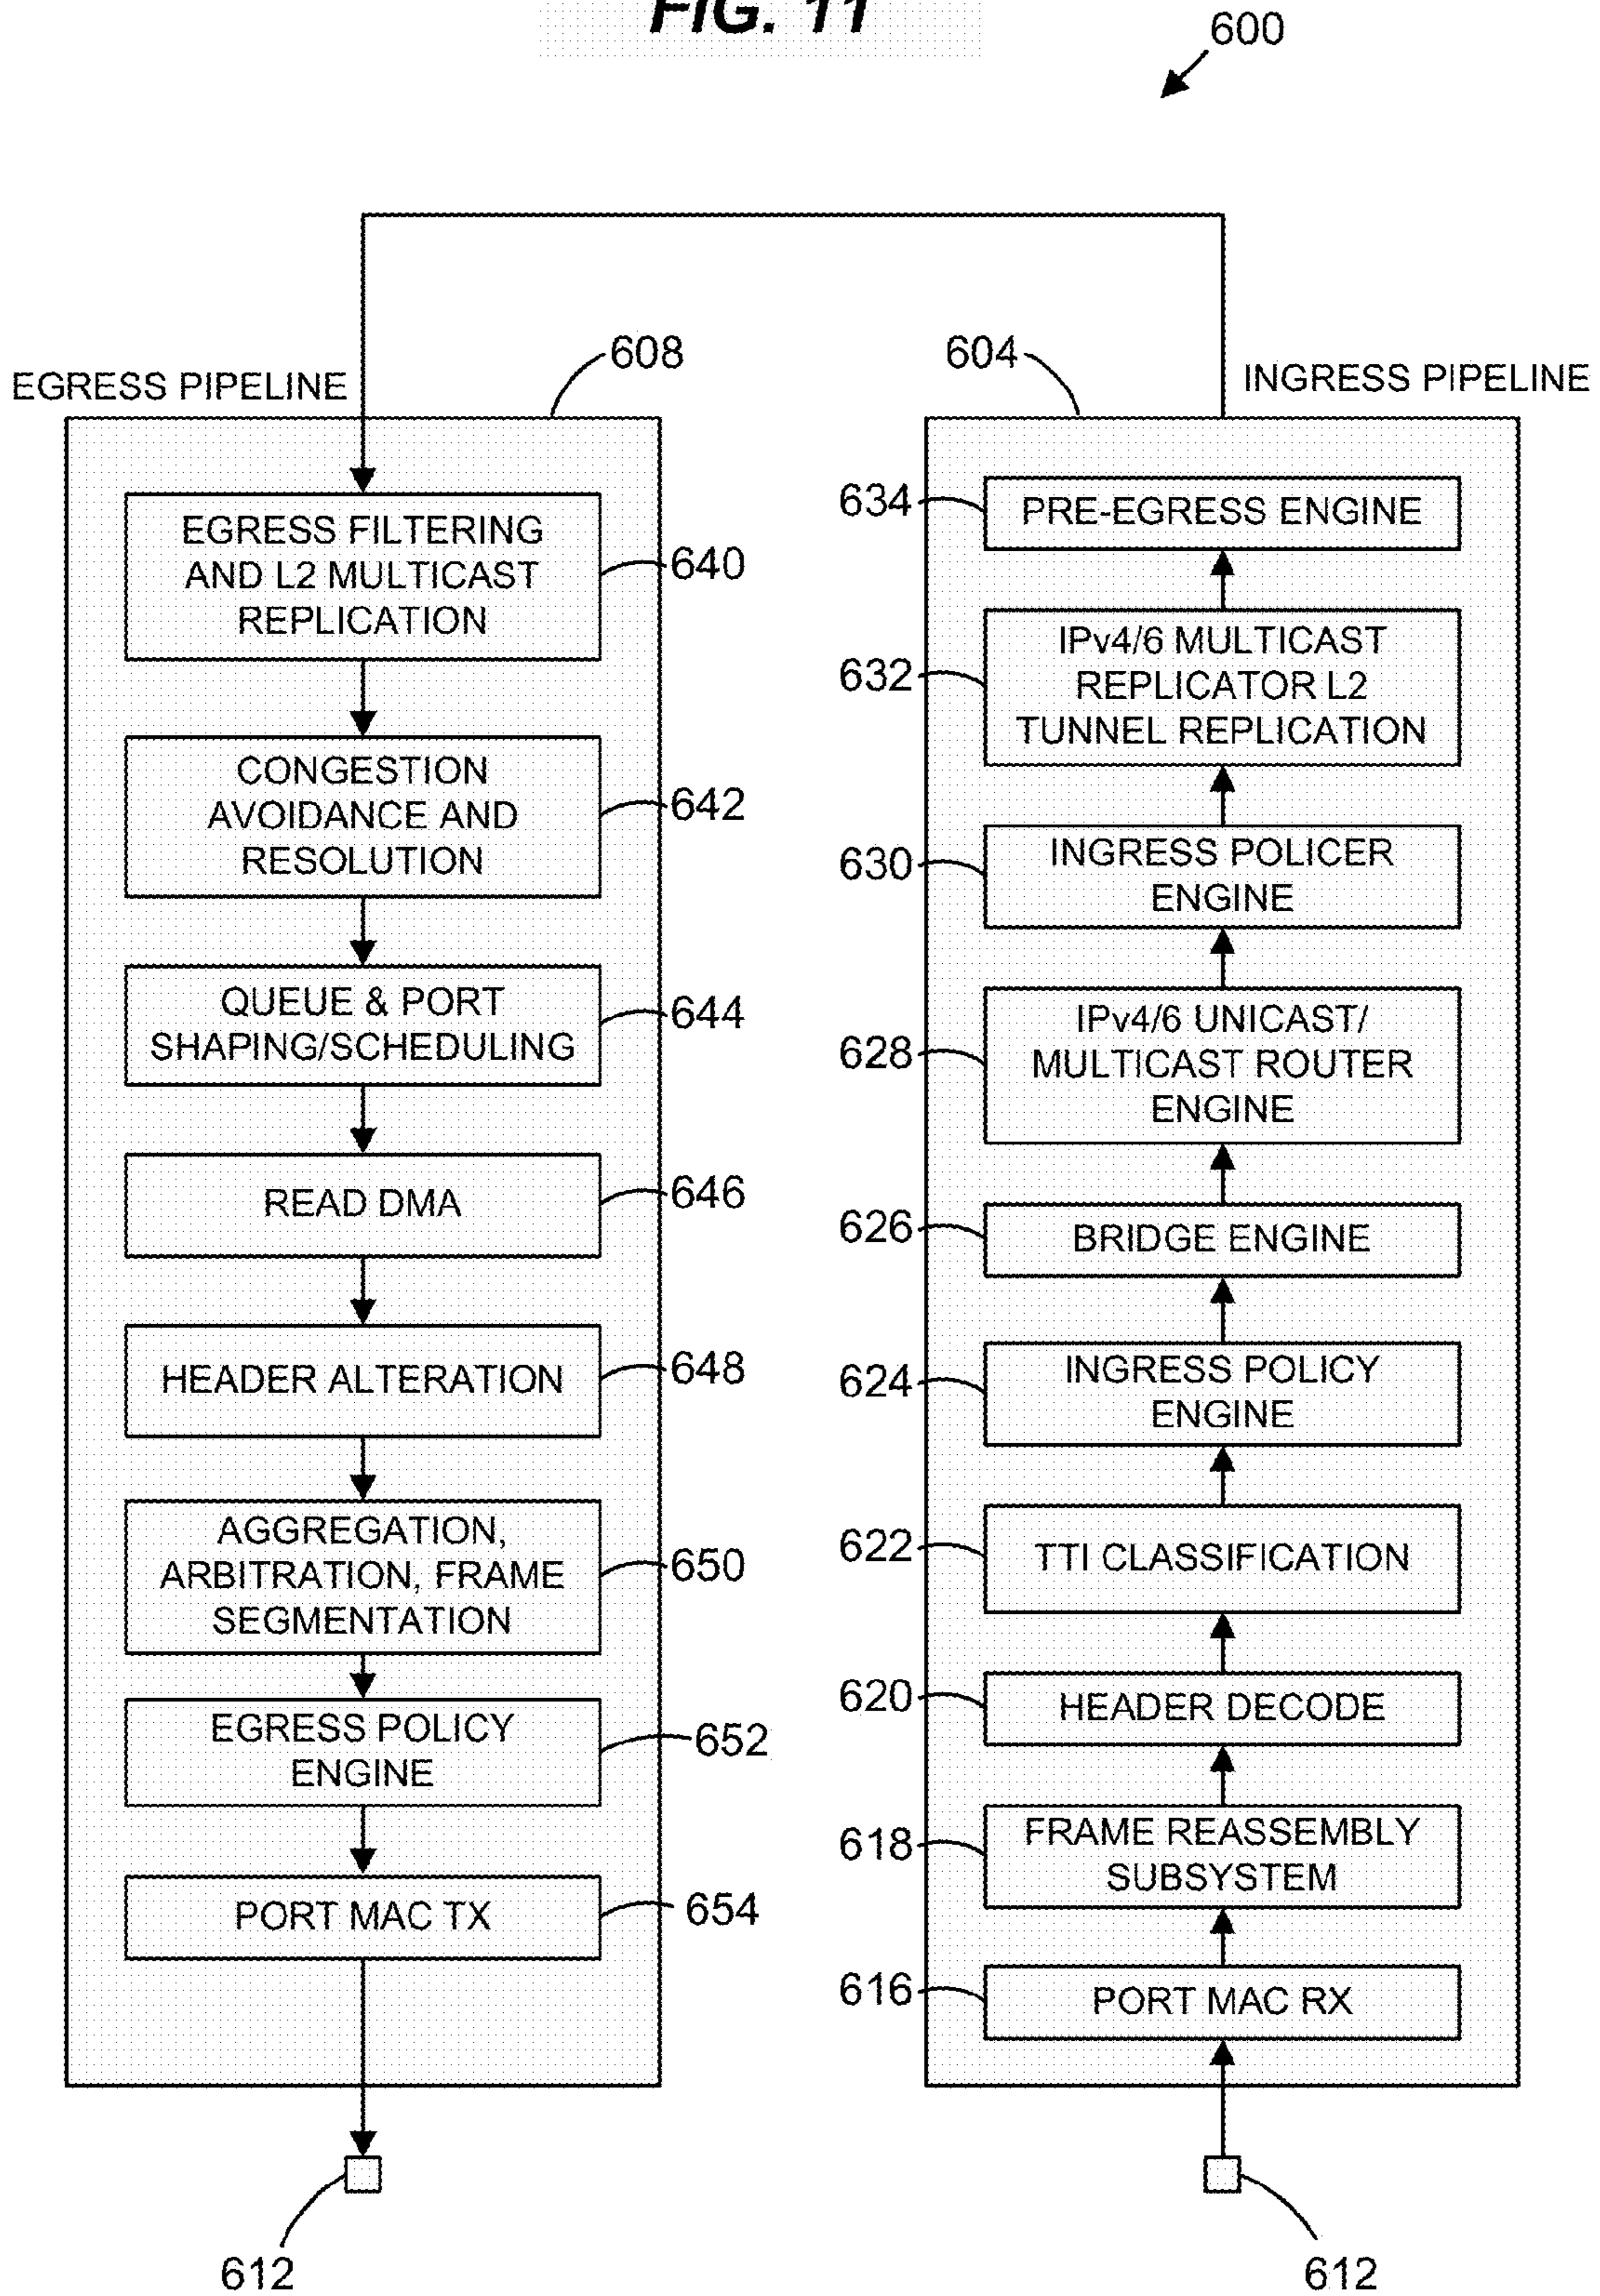 FIG. 11
600
608
EGRESS PIPELINE
EGRESS FILTERING
AND L2 MULTICAST
REPLICATION
640
CONGESTION
AVOIDANCE AND
RESOLUTION
642
QUEUE & PORT
SHAPING/SCHEDULING
644
READ DMA
646
HEADER ALTERATION
648
AGGREGATION,
ARBITRATION, FRAME
SEGMENTATION
650
EGRESS POLICY
ENGINE
652
PORT MAC TX
654
612
604
INGRESS PIPELINE
634
PRE-EGRESS ENGINE
632
IPv4/6 MULTICAST
REPLICATOR L2
TUNNEL REPLICATION
630
INGRESS POLICER
ENGINE
628
IPv4/6 UNICAST/
MULTICAST ROUTER
ENGINE
626
BRIDGE ENGINE
624
INGRESS POLICY
ENGINE
622
TTI CLASSIFICATION
620
HEADER DECODE
618
FRAME REASSEMBLY
SUBSYSTEM
616
PORT MAC RX
612